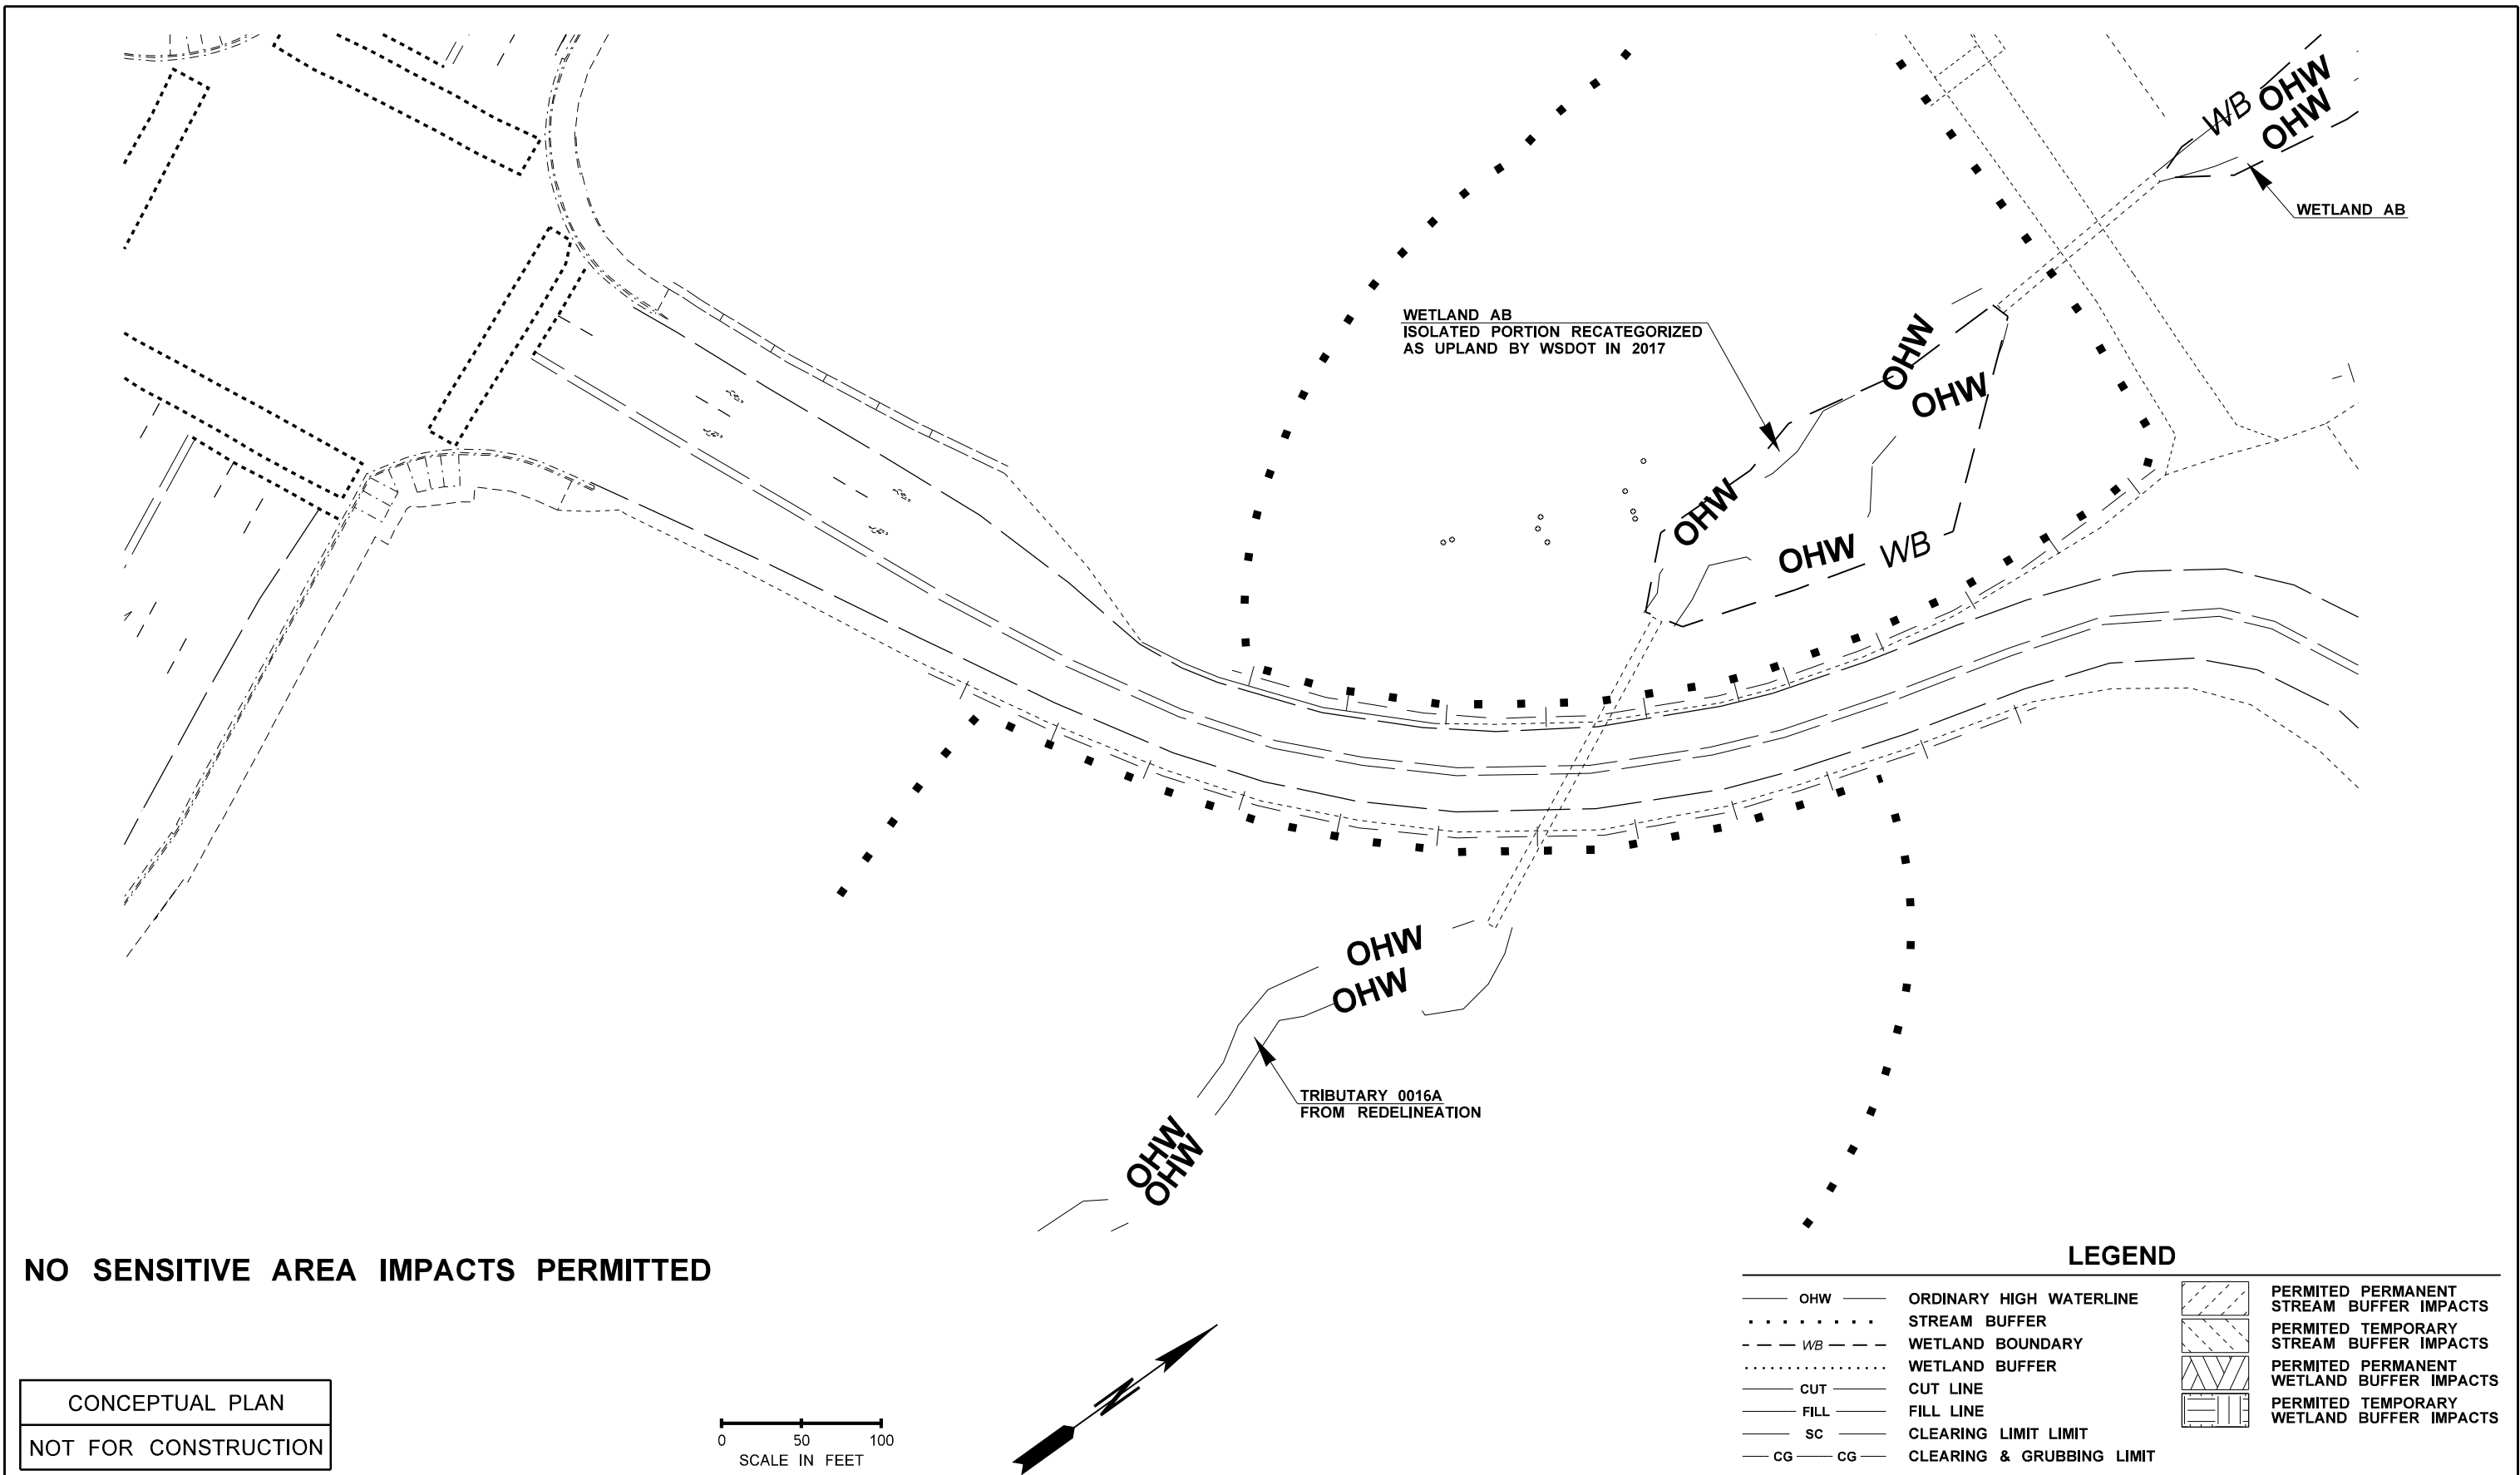 WB OHW
OHW
WETLAND AB
WETLAND AB
ISOLATED PORTION RECATEGORIZED
AS UPLAND BY WSDOT IN 2017
OHW
OHW
OHW
OHW WB
OHW
OHW
TRIBUTARY 0016A
FROM REDELINEATION
OHW
OHW
NO SENSITIVE AREA IMPACTS PERMITTED
CONCEPTUAL PLAN
NOT FOR CONSTRUCTION
0 50 100
SCALE IN FEET
N
LEGEND
OHW ORDINARY HIGH WATERLINE
STREAM BUFFER
WB WETLAND BOUNDARY
WETLAND BUFFER
CUT CUT LINE
FILL FILL LINE
SC CLEARING LIMIT LIMIT
CG CG CLEARING & GRUBBING LIMIT
PERMITED PERMANENT
STREAM BUFFER IMPACTS
PERMITED TEMPORARY
STREAM BUFFER IMPACTS
PERMITED PERMANENT
WETLAND BUFFER IMPACTS
PERMITED TEMPORARY
WETLAND BUFFER IMPACTS